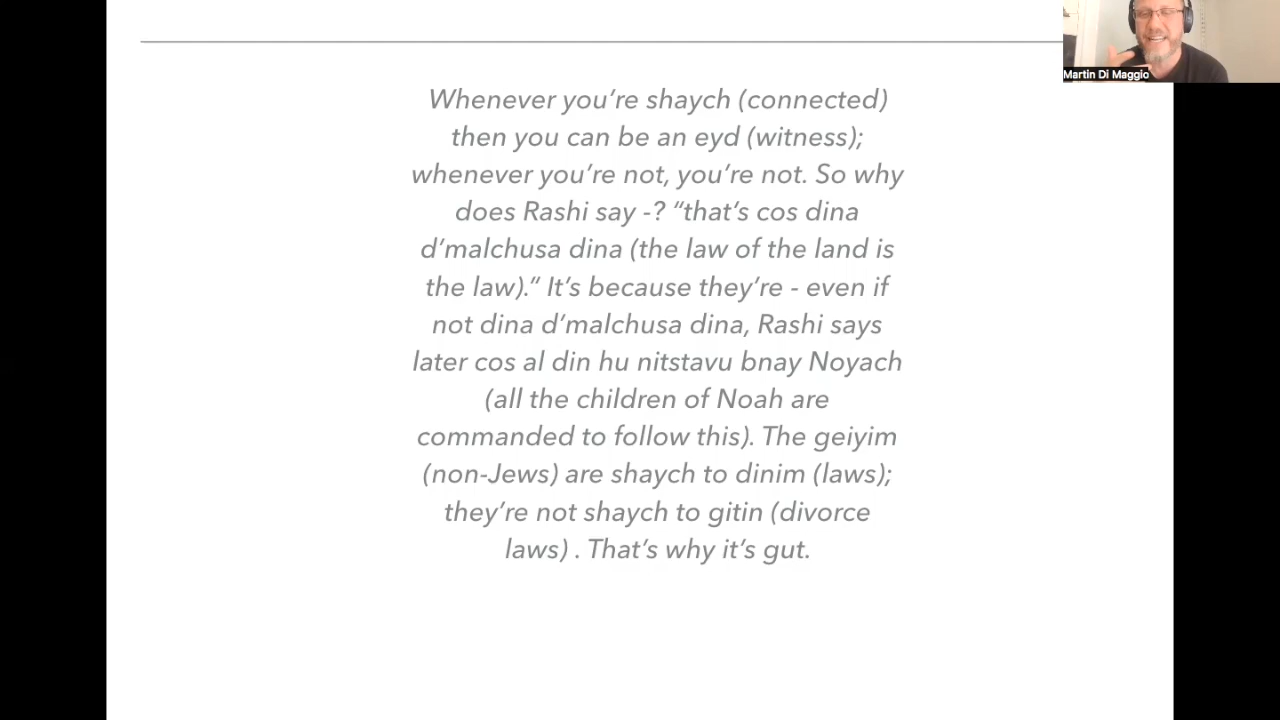 Martin Di Maggio
Whenever you're shaych (connected)
then you can be an eyd (witness);
whenever you're not, you're not. So why
does Rashi say -? “that's cos dina
d'malchusa dina (the law of the land is
the law).” It's because they're - even if
not dina d'malchusa dina, Rashi says
later cos al din hu nitstavu bnay Noyach
(all the children of Noah are
commanded to follow this). The geiyim
(non-Jews) are shaych to dinim (laws);
they're not shaych to gitin (divorce
laws) . That's why it's gut.